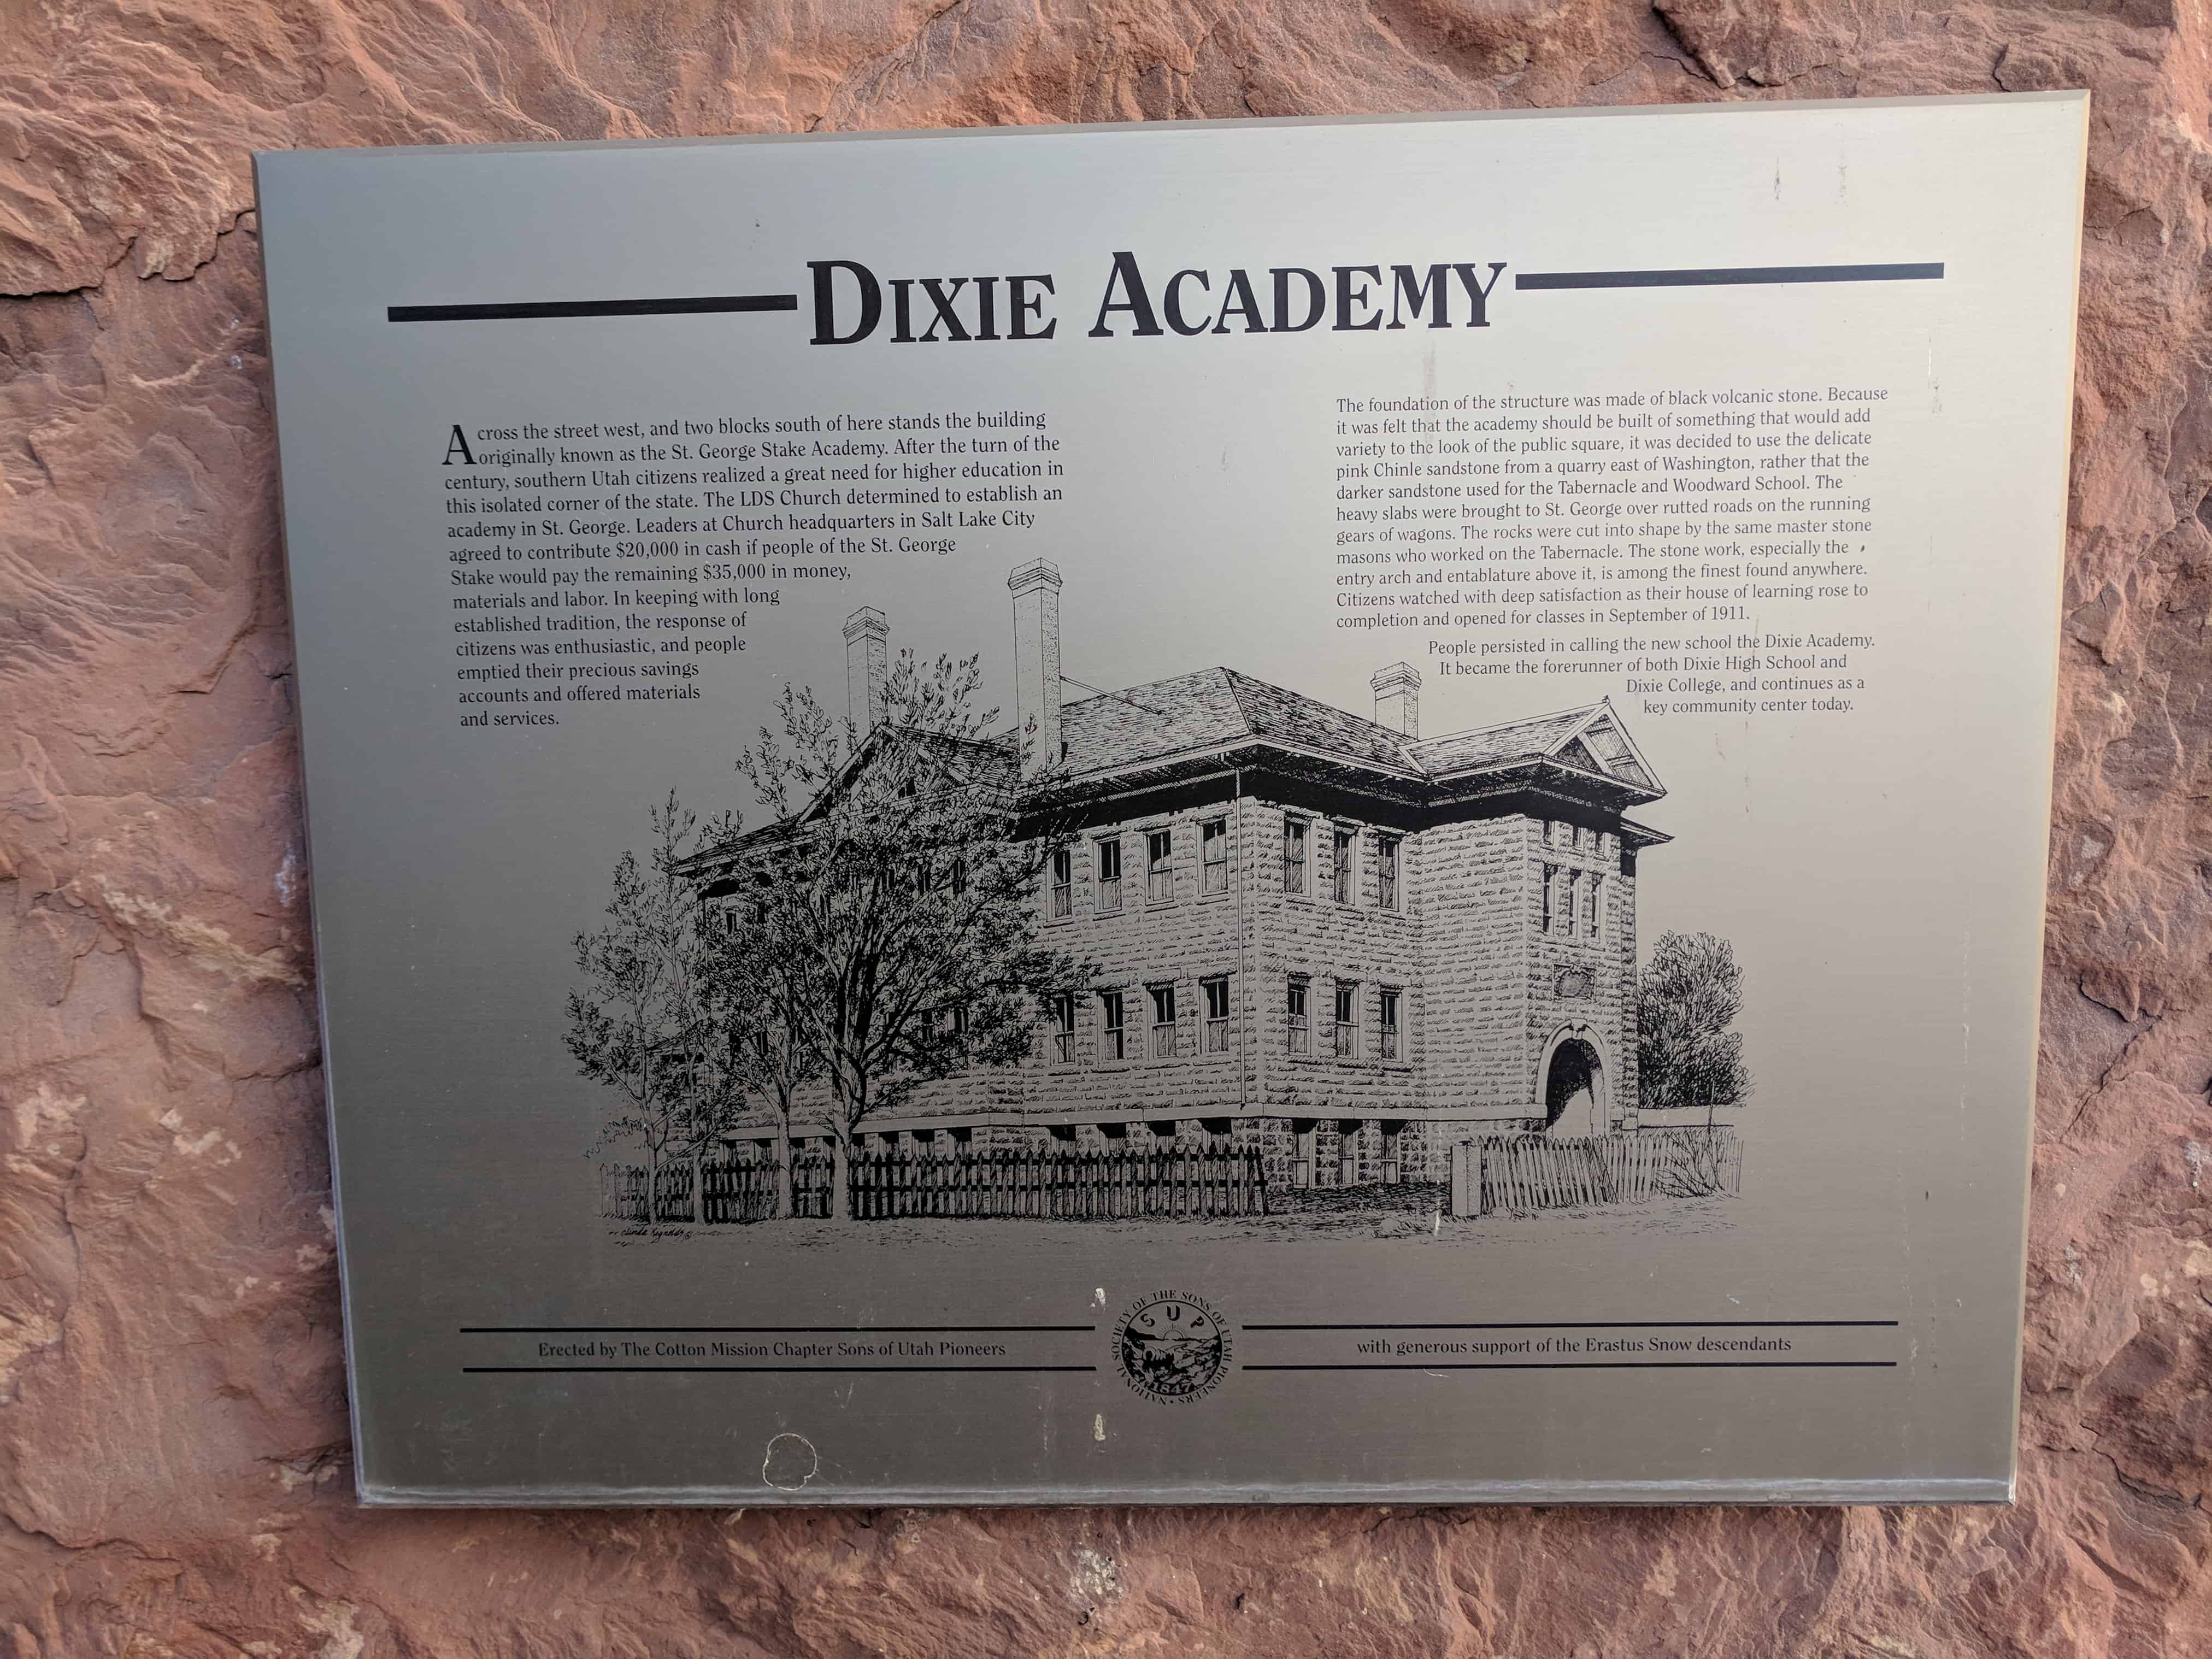 DIXIE ACADEMY
Across the street west, and two blocks south of here stands the building
originally known as the St. George Stake Academy. After the turn of the
century, southern Utah citizens realized a great need for higher education in
this isolated corner of the state. The LDS Church determined to establish an
academy in St. George. Leaders at Church headquarters in Salt Lake City
agreed to contribute $20,000 in cash if people of the St. George
Stake would pay the remaining $35,000 in money,
materials and labor. In keeping with long
established tradition, the response of
citizens was enthusiastic, and people
emptied their precious savings
accounts and offered materials
and services.
The foundation of the structure was made of black volcanic stone. Because
it was felt that the academy should be built of something that would add
variety to the look of the public square, it was decided to use the delicate
pink Chinle sandstone from a quarry east of Washington, rather that the
darker sandstone used for the Tabernacle and Woodward School. The
heavy slabs were brought to St. George over rutted roads on the running
gears of wagons. The rocks were cut into shape by the same master stone
masons who worked on the Tabernacle. The stone work, especially the
entry arch and entablature above it, is among the finest found anywhere.
Citizens watched with deep satisfaction as their house of learning rose to
completion and opened for classes in September of 1911.
People persisted in calling the new school the Dixie Academy.
It became the forerunner of both Dixie High School and
Dixie College, and continues as a
key community center today.
Erected by The Cotton Mission Chapter Sons of Utah Pioneers
NATIONAL SOCIETY OF THE SONS OF UTAH PIONEERS
SUP
1847
with generous support of the Erastus Snow descendants